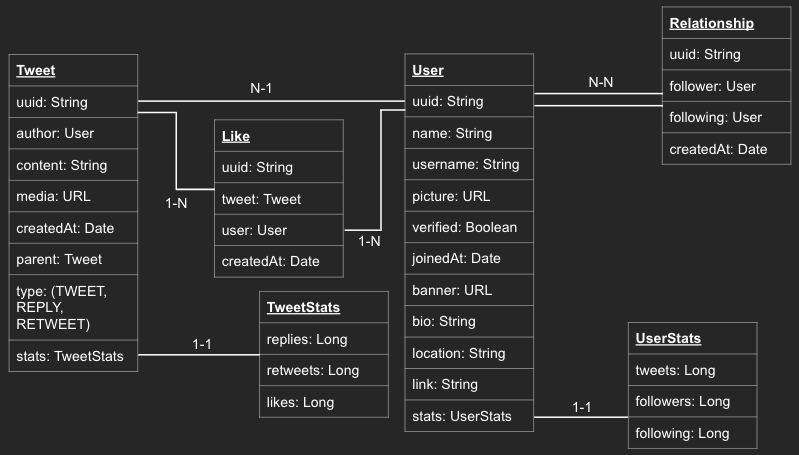 Tweet
uuid: String
author: User
content: String
media: URL
createdAt: Date
parent: Tweet
type: (TWEET,
REPLY,
RETWEET)
stats: TweetStats
N-1
1-N
Like
uuid: String
tweet: Tweet
user: User
createdAt: Date
1-N
1-1
TweetStats
replies: Long
retweets: Long
likes: Long
User
uuid: String
name: String
username: String
picture: URL
verified: Boolean
joinedAt: Date
banner: URL
bio: String
location: String
link: String
stats: UserStats
N-N
Relationship
uuid: String
follower: User
following: User
createdAt: Date
1-1
UserStats
tweets: Long
followers: Long
following: Long